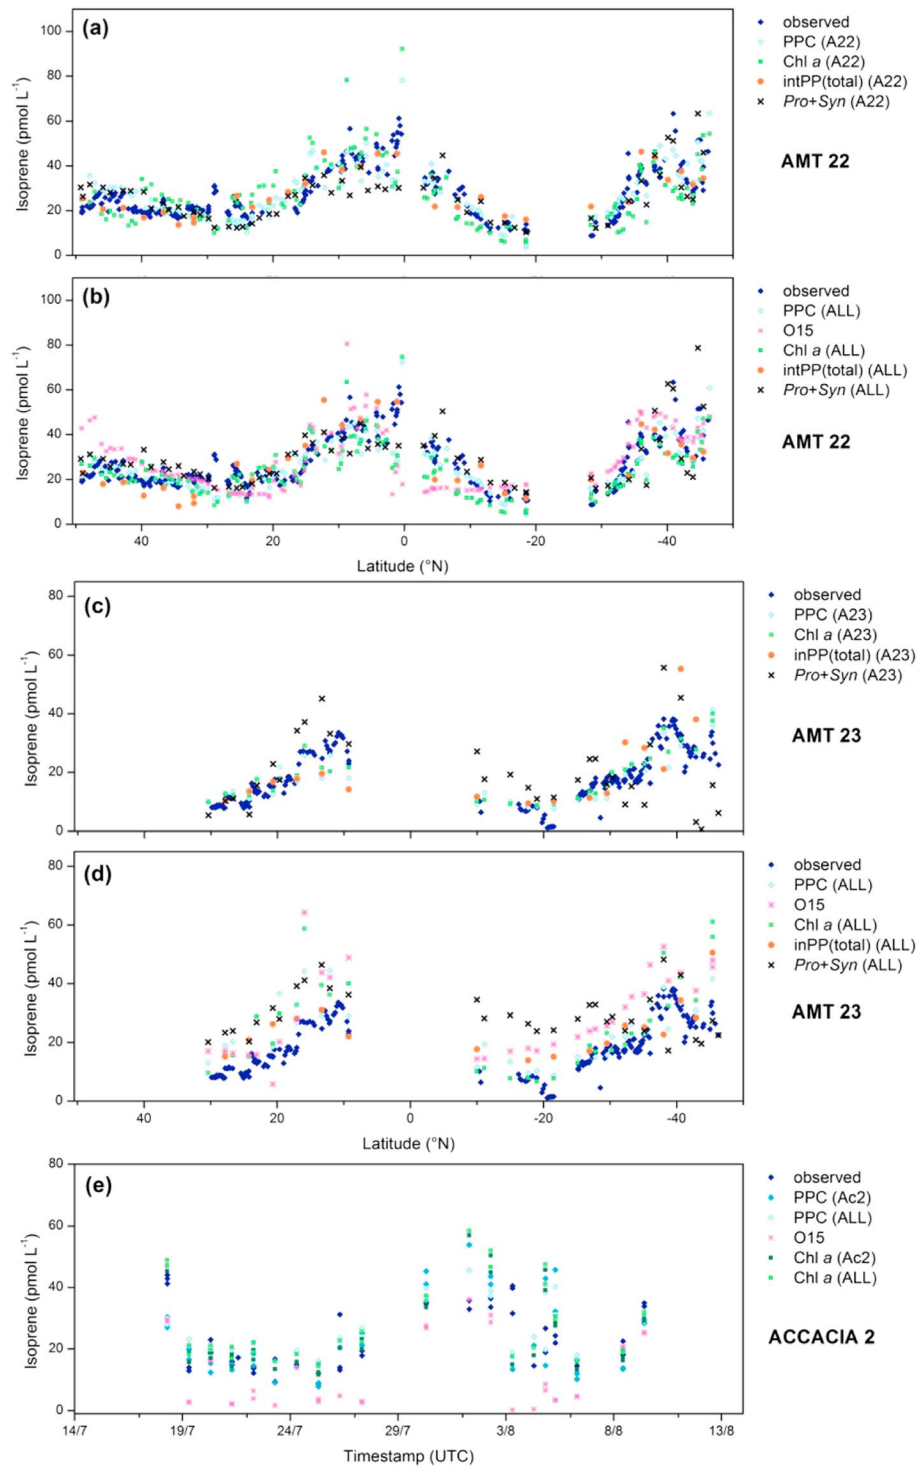 (a)
Isoprene (pmol L⁻¹)
100
80
60
40
20
0
observed
PPC (A22)
Chl a (A22)
intPP(total) (A22)
Pro+Syn (A22)
AMT 22
(b)
Isoprene (pmol L⁻¹)
100
80
60
40
20
0
40
20
0
-20
-40
Latitude (°N)
observed
PPC (ALL)
O15
Chl a (ALL)
intPP(total) (ALL)
Pro+Syn (ALL)
AMT 22
(c)
Isoprene (pmol L⁻¹)
80
60
40
20
0
observed
PPC (A23)
Chl a (A23)
inPP(total) (A23)
Pro+Syn (A23)
AMT 23
(d)
Isoprene (pmol L⁻¹)
80
60
40
20
0
40
20
0
-20
-40
Latitude (°N)
observed
PPC (ALL)
O15
Chl a (ALL)
inPP(total) (ALL)
Pro+Syn (ALL)
AMT 23
(e)
Isoprene (pmol L⁻¹)
80
60
40
20
0
14/7
19/7
24/7
29/7
3/8
8/8
13/8
Timestamp (UTC)
observed
PPC (Ac2)
PPC (ALL)
O15
Chl a (Ac2)
Chl a (ALL)
ACCACIA 2